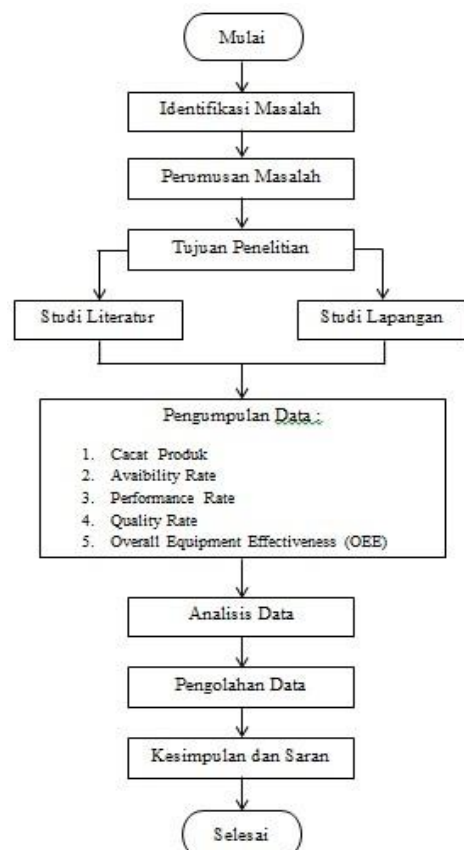 Mulai
Identifikasi Masalah
Perumusan Masalah
Tujuan Penelitian
Studi Literatur
Studi Lapangan
Pengumpulan Data :
1. Cacat Produk
2. Avaibility Rate
3. Performance Rate
4. Quality Rate
5. Overall Equipment Effectiveness (OEE)
Analisis Data
Pengolahan Data
Kesimpulan dan Saran
Selesai